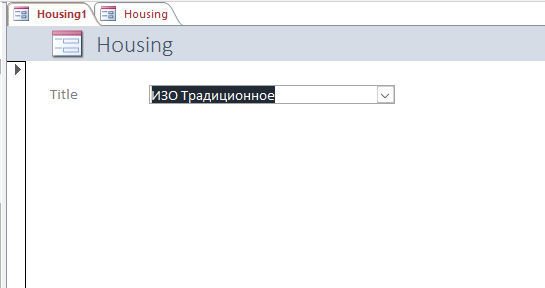 Housing1 Housing
Housing
Title ИЗО Традиционное